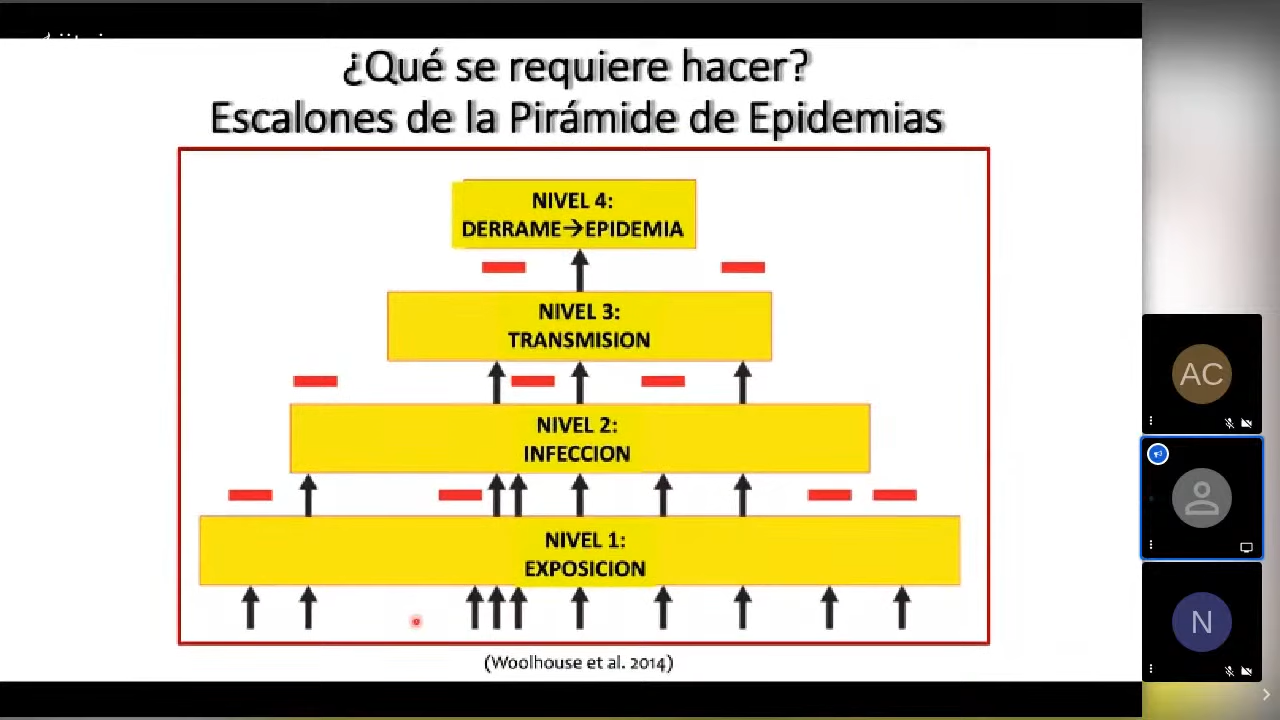 ¿Qué se requiere hacer?
Escalones de la Pirámide de Epidemias
NIVEL 4:
DERRAME→EPIDEMIA
NIVEL 3:
TRANSMISION
NIVEL 2:
INFECCION
NIVEL 1:
EXPOSICION
(Woolhouse et al. 2014)
AC
N